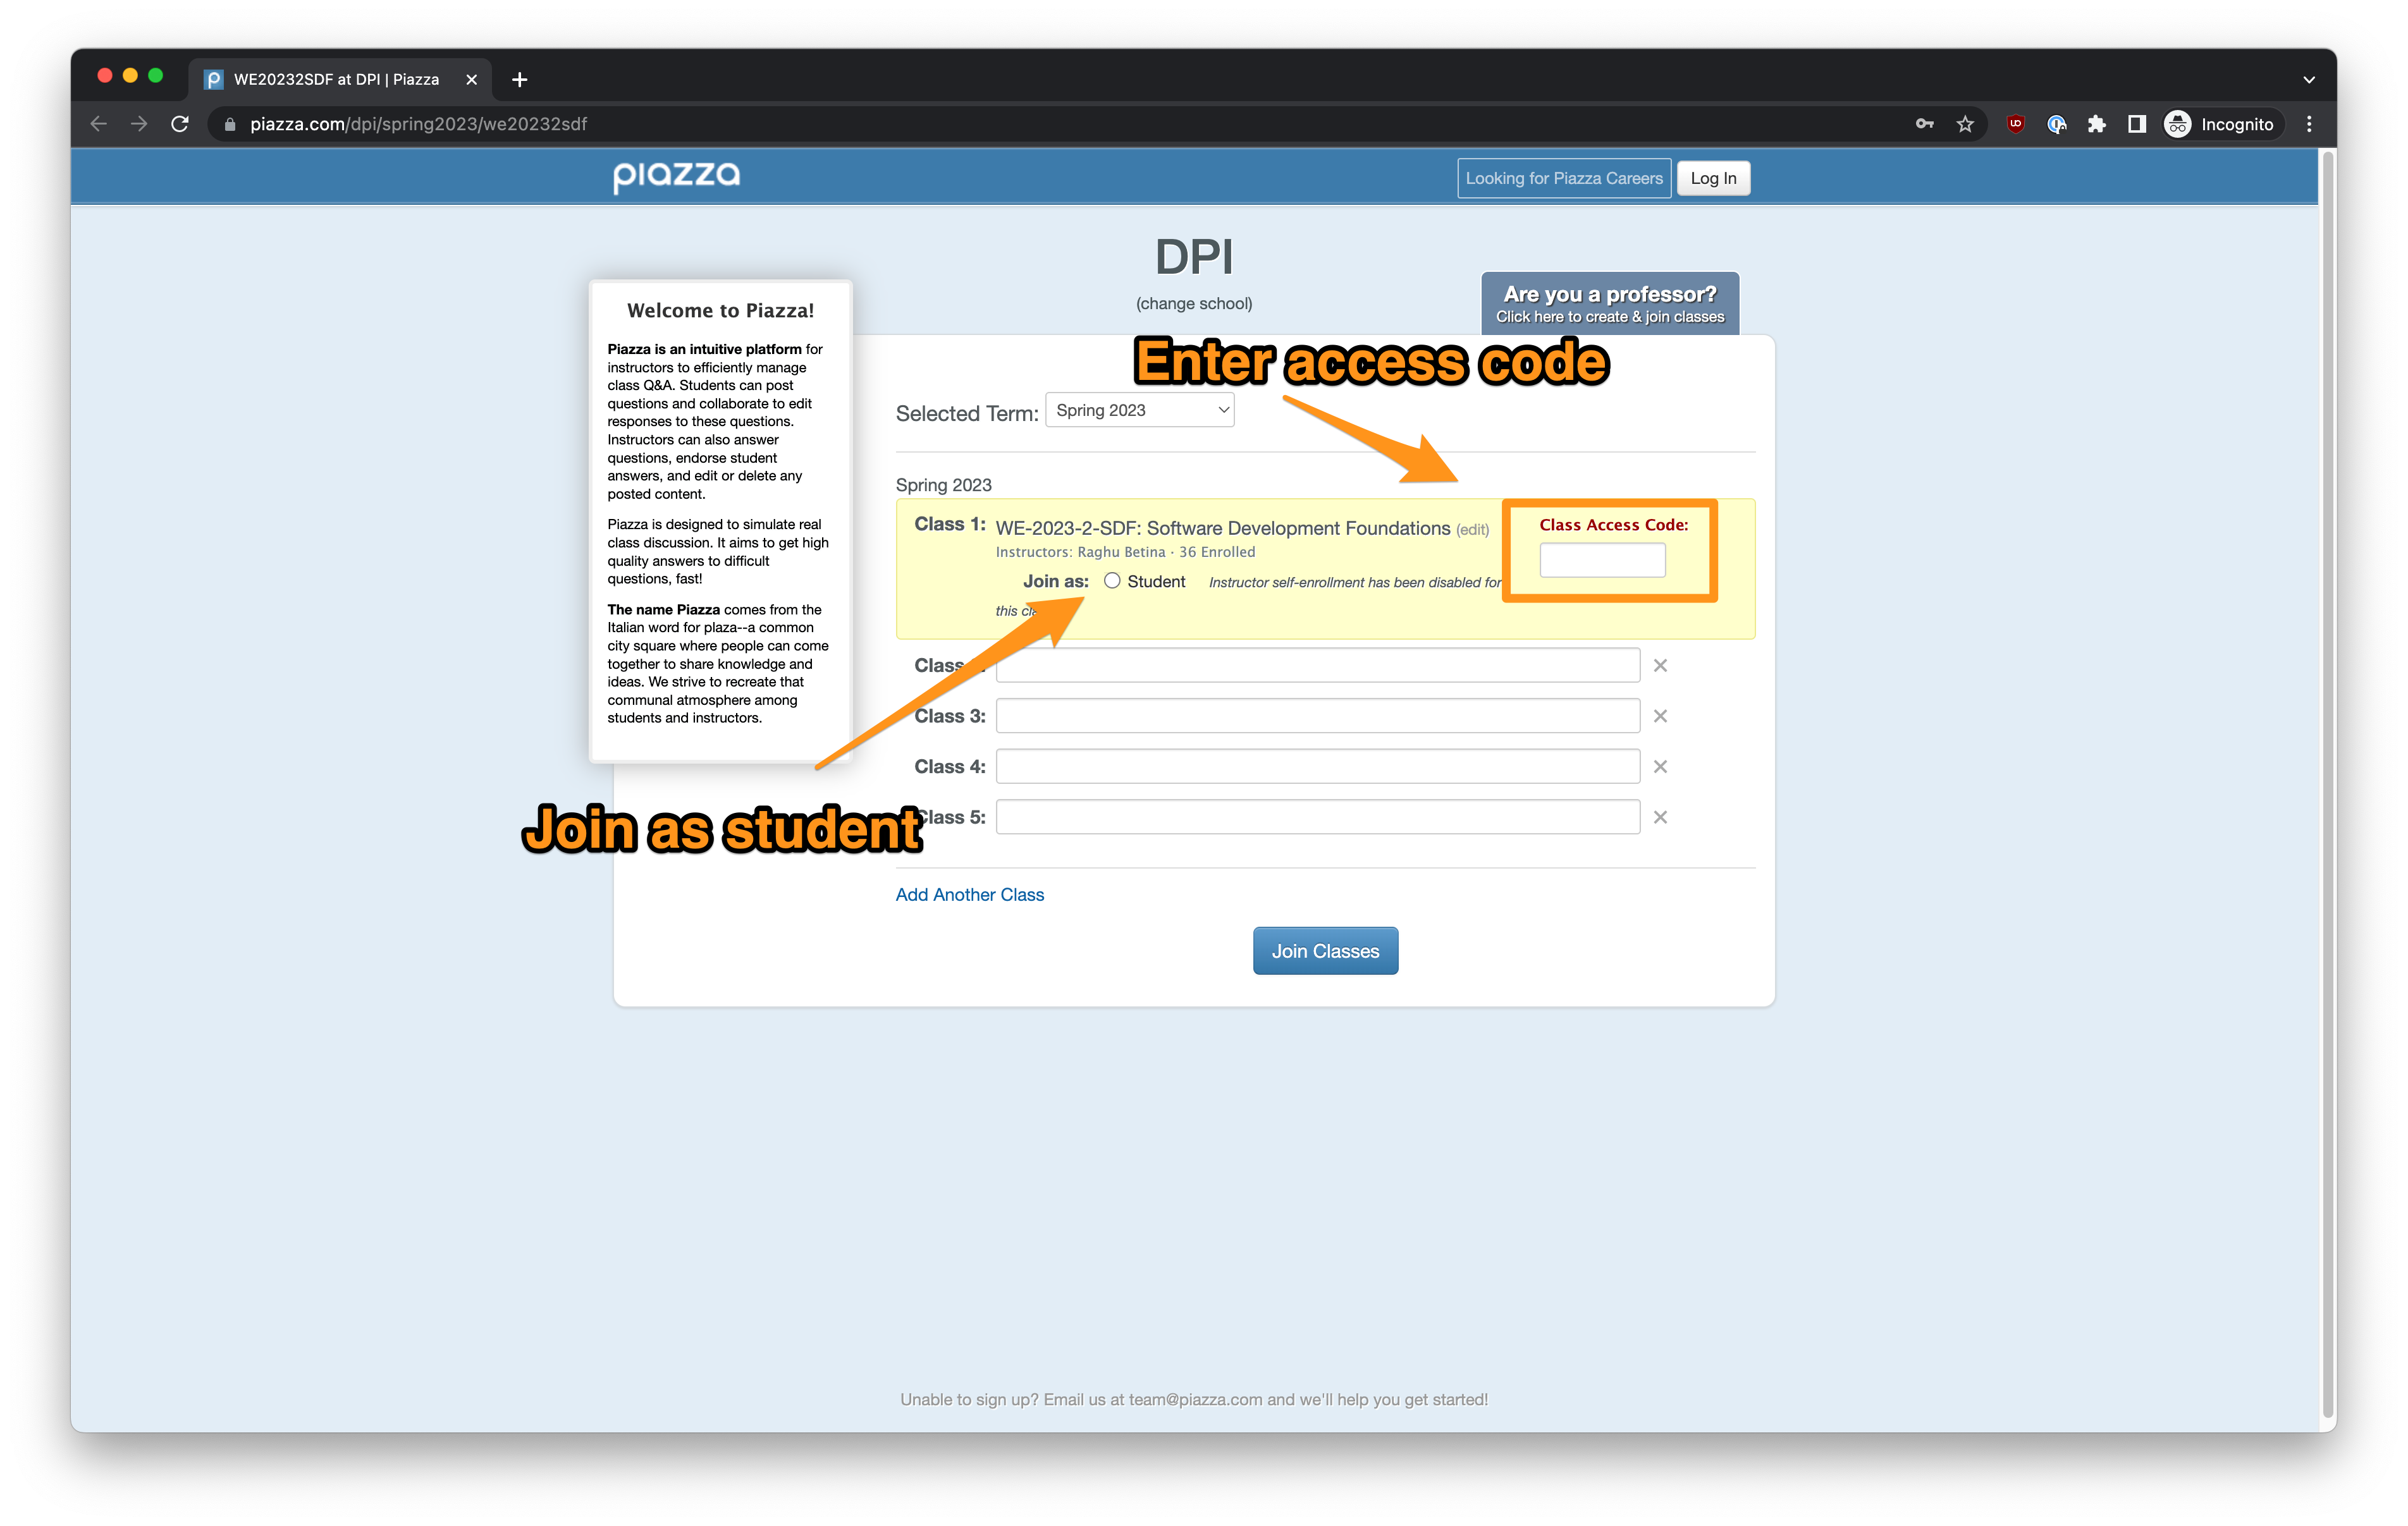 WE20232SDF at DPI | Piazza
piazza.com/dpi/spring2023/we20232sdf
Incognito
piazza
Looking for Piazza Careers
Log In
DPI
(change school)
Are you a professor?
Click here to create & join classes
Welcome to Piazza!
Piazza is an intuitive platform for
instructors to efficiently manage
class Q&A. Students can post
questions and collaborate to edit
responses to these questions.
Instructors can also answer
questions, endorse student
answers, and edit or delete any
posted content.
Piazza is designed to simulate real
class discussion. It aims to get high
quality answers to difficult
questions, fast!
The name Piazza comes from the
Italian word for plaza--a common
city square where people can come
together to share knowledge and
ideas. We strive to recreate that
communal atmosphere among
students and instructors.
Enter access code
Selected Term: Spring 2023
Spring 2023
Class 1: WE-2023-2-SDF: Software Development Foundations (edit)
Class Access Code:
Instructors: Raghu Betina · 36 Enrolled
Join as: Student Instructor self-enrollment has been disabled for
this
Class
Class 3:
Class 4:
Class 5:
Join as student
Add Another Class
Join Classes
Unable to sign up? Email us at team@piazza.com and we'll help you get started!